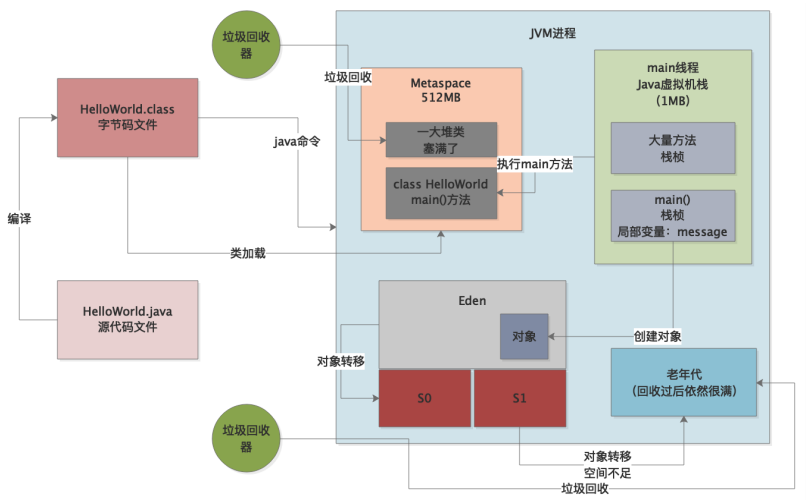 垃圾回收
器
JVM进程
垃圾回收
Metaspace
512MB
main线程
Java虚拟机栈
（1MB）
HelloWorld.class
字节码文件
一大堆类
塞满了
大量方法
栈桢
java命令
执行main方法
class HelloWorld
main()方法
main()
栈桢
局部变量：message
编译
类加载
HelloWorld.java
源代码文件
Eden
对象
创建对象
对象转移
老年代
（回收过后依然很满）
S0
S1
垃圾回收
器
对象转移
空间不足
垃圾回收